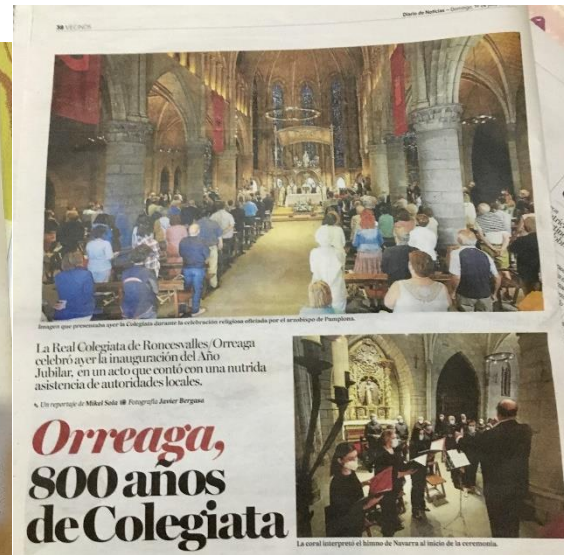 30 VECINOS
Diario de Noticias – Domingo,
Imagen que presentaba ayer la Colegiata durante la celebración religiosa oficiada por el arzobispo de Pamplona.
La Real Colegiata de Roncesvalles/Orreaga
celebró ayer la inauguración del Año
Jubilar, en un acto que contó con una nutrida
asistencia de autoridades locales.
Un reportaje de Mikel Sola Fotografía Javier Bergasa
Orreaga,
800 años
de Colegiata
La coral interpretó el himno de Navarra al inicio de la ceremonia.